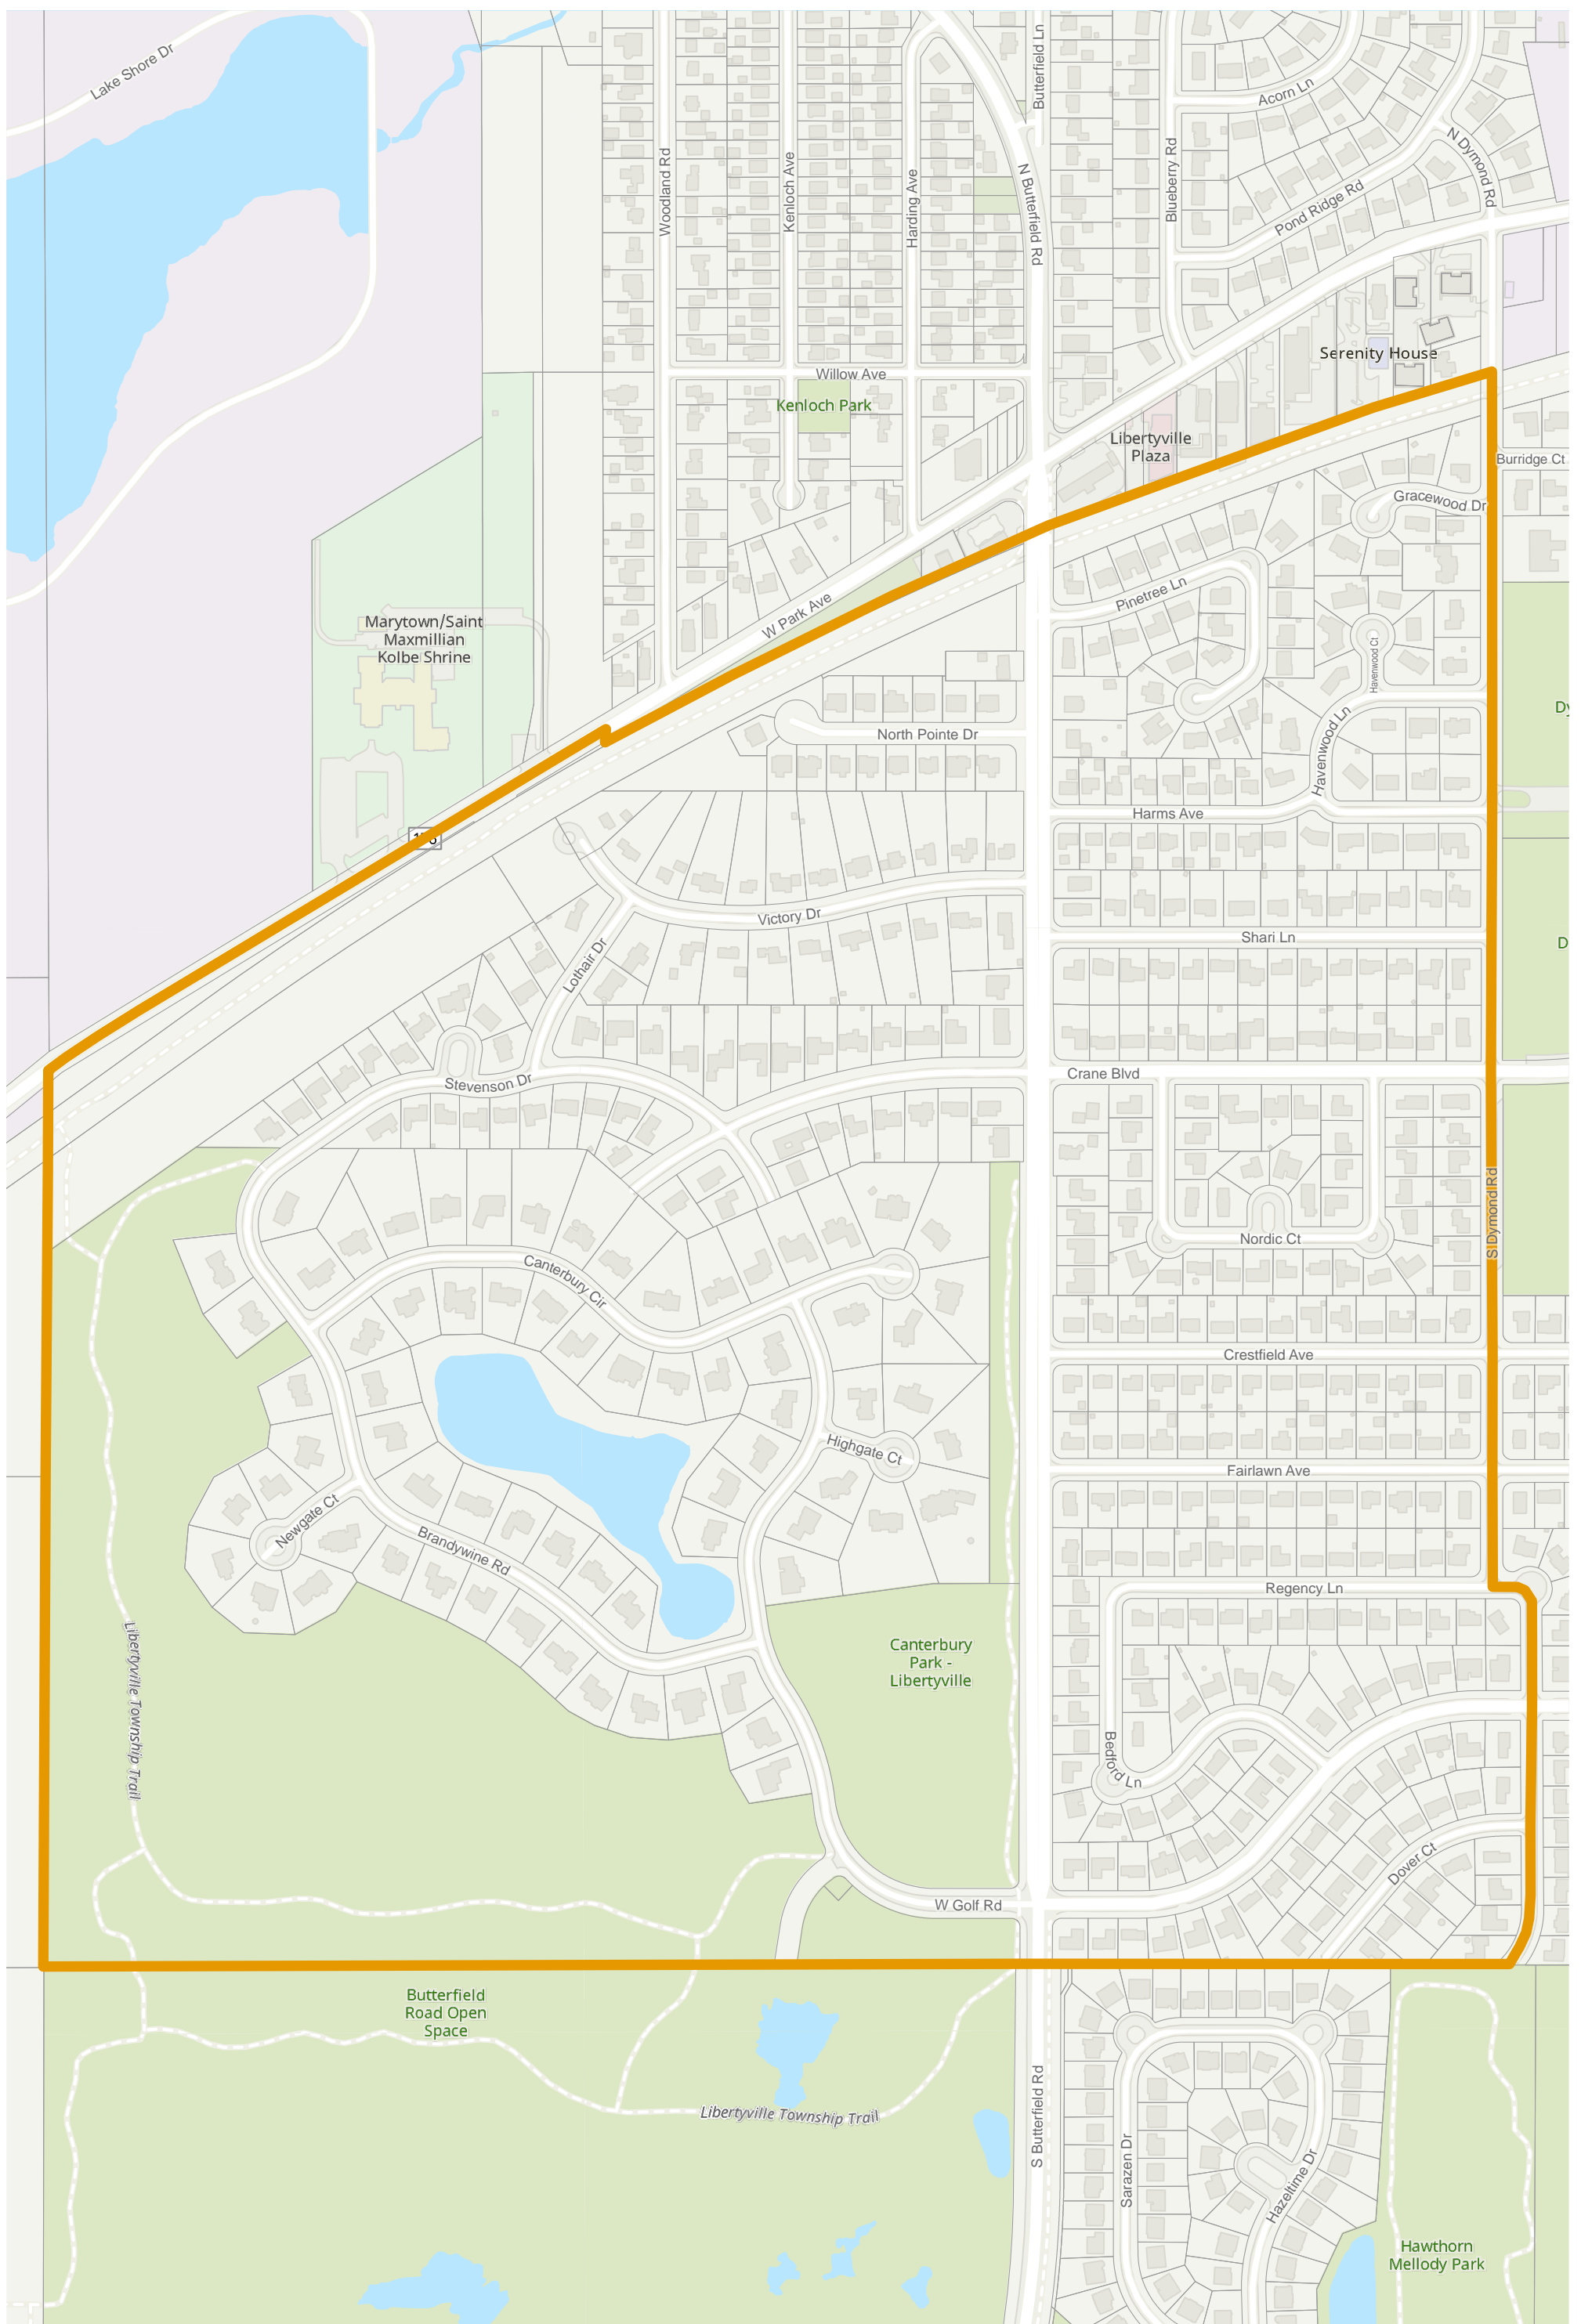 Lake Shore Dr
Woodland Rd
Kenloch Ave
Harding Ave
Butterfield Ln
N Butterfield Rd
Blueberry Rd
Acorn Ln
Pond Ridge Rd
N Dymond Rd
Serenity House
Willow Ave
Kenloch Park
Libertyville
Plaza
Burridge Ct
Gracewood Dr
Pinetree Ln
W Park Ave
Marytown/Saint
Maxmillian
Kolbe Shrine
Havenwood Ct
Havenwood Ln
North Pointe Dr
Dy
Harms Ave
Victory Dr
Shari Ln
D
Lothair Dr
Stevenson Dr
Crane Blvd
S Dymond Rd
Nordic Ct
Canterbury Cir
Crestfield Ave
Highgate Ct
Fairlawn Ave
Newgate Ct
Brandywine Rd
Regency Ln
Canterbury
Park -
Libertyville
Libertyville Township Trail
Bedford Ln
Dover Ct
W Golf Rd
Butterfield
Road Open
Space
Libertyville Township Trail
S Butterfield Rd
Sarazen Dr
Hazeltime Dr
Hawthorn
Mellody Park